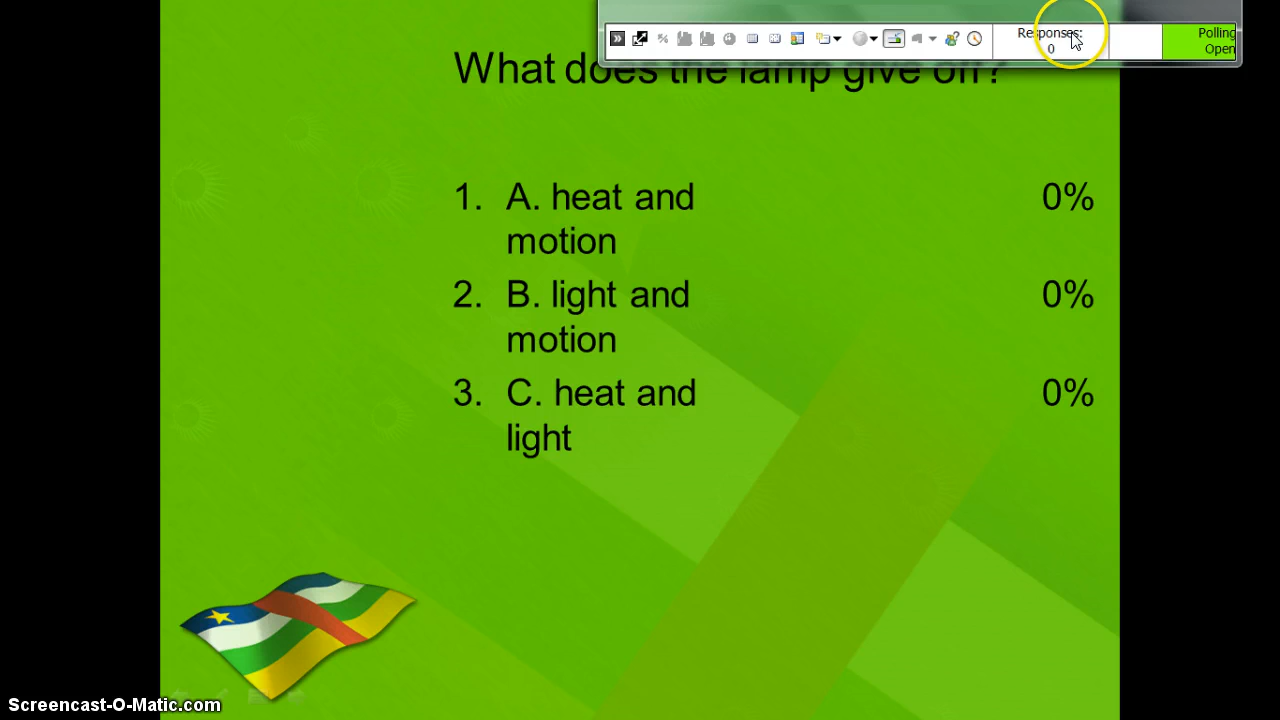 Responses:
0
Polling
Open
What does the lamp give off?
1. A. heat and
motion
0%
2. B. light and
motion
0%
3. C. heat and
light
0%
Screencast-O-Matic.com